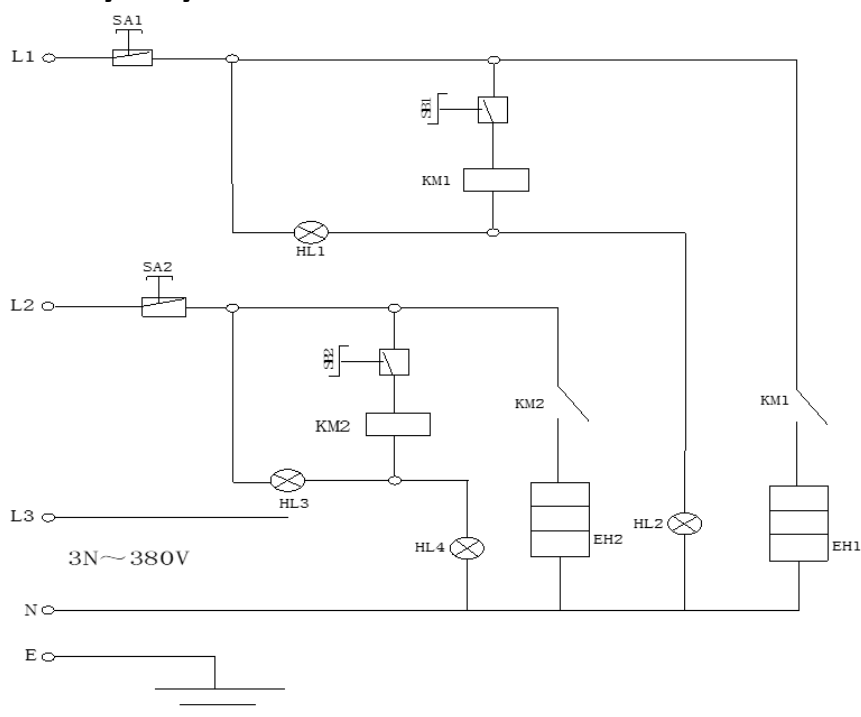 SA1
L1
SB1
KM1
HL1
SA2
L2
SB2
KM2
KM2
KM1
HL3
L3
HL2
EH2
EH1
HL4
3N～380V
N
E